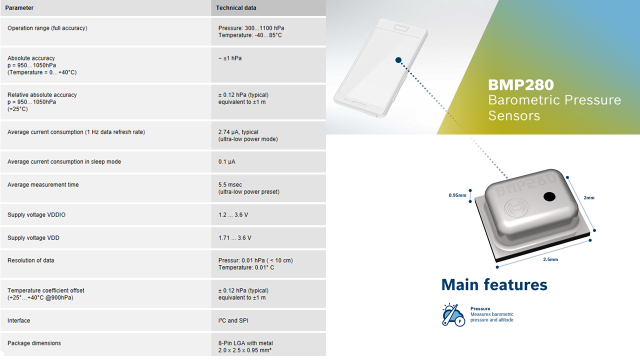 Parameter Technical data
Operation range (full accuracy) Pressure: 300...1100 hPa
Temperature: -40...85°C
Absolute accuracy ~ ±1 hPa
p = 950...1050hPa
(Temperature = 0...+40°C)
Relative absolute accuracy ± 0.12 hPa (typical)
p = 950...1050hPa equivalent to ±1 m
(+25°C)
Average current consumption (1 Hz data refresh rate) 2.74 µA, typical
(ultra-low power mode)
Average current consumption in sleep mode 0.1 µA
Average measurement time 5.5 msec
(ultra-low power preset)
Supply voltage VDDIO 1.2 ... 3.6 V
Supply voltage VDD 1.71 ... 3.6 V
Resolution of data Pressur: 0.01 hPa ( < 10 cm)
Temperature: 0.01° C
Temperature coefficient offset ± 0.12 hPa (typical)
(+25°...+40°C @900hPa) equivalent to ±1 m
Interface I²C and SPI
Package dimensions 8-Pin LGA with metal
2.0 x 2.5 x 0.95 mm³
BMP280
Barometric Pressure
Sensors
BMP280
0.95mm
2mm
2.5mm
Main features
Pressure
Measures barometric
pressure and altitude
P